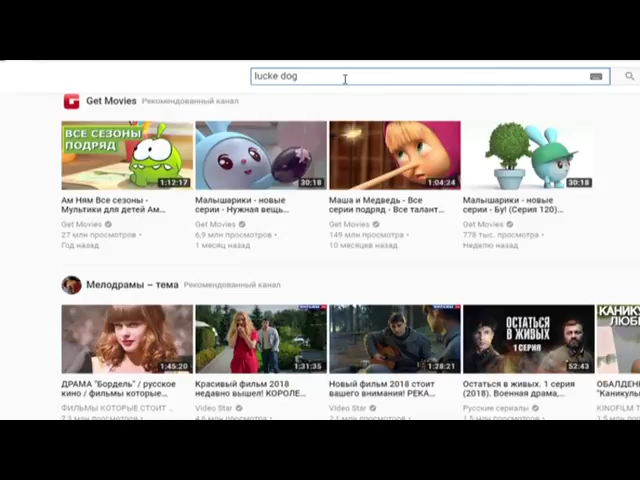 lucke dog
Get Movies Рекомендованный канал
ВСЕ СЕЗОНЫ
ПОДРЯД
1:12:17
30:18
1:04:24
30:18
Ам Ням Все сезоны -
Мультики для детей Ам...
Малышарики - новые
серии - Нужная вещь...
Маша и Медведь - Все
серии подряд - Все талант...
Малышарики - новые
серии - Бу! (Серия 120)...
Get Movies
Get Movies
Get Movies
Get Movies
27 млн просмотров •
6,9 млн просмотров •
149 млн просмотров •
778 тыс. просмотров •
Год назад
1 месяц назад
10 месяцев назад
Неделю назад
Мелодрамы – тема Рекомендованный канал
ОСТАТЬСЯ
В ЖИВЫХ
1 СЕРИЯ
КАНИКУ
ЛЮБ
1:45:20
1:31:35
1:28:21
52:43
ДРАМА "Бордель" / русское
кино / фильмы которые...
Красивый фильм 2018
недавно вышел! КОРОЛЕ...
Новый фильм 2018 стоит
вашего внимания! РЕКА...
Остаться в живых. 1 серия
(2018). Военная драма,...
ОБАЛДЕНН
"Каникуль
ФИЛЬМЫ КОТОРЫЕ СТОИТ ...
Video Star
Video Star
Русские сериалы
KINOFILM T